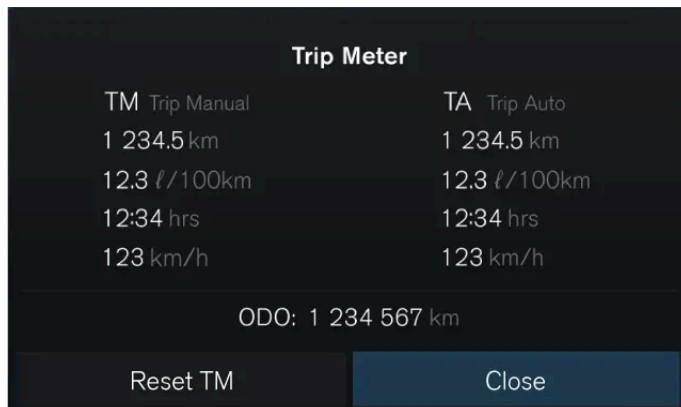 Trip Meter
TM Trip Manual
1 234.5 km
12.3 ℓ/100km
12:34 hrs
123 km/h
TA Trip Auto
1 234.5 km
12.3 ℓ/100km
12:34 hrs
123 km/h
ODO: 1 234 567 km
Reset TM
Close